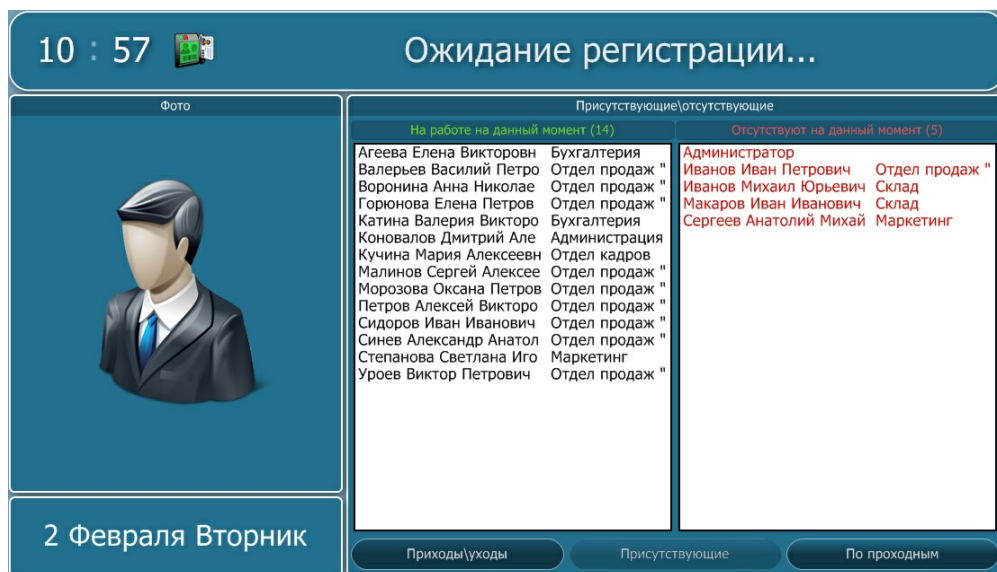 10 : 57
Ожидание регистрации...
Фото
Присутствующие\отсутствующие
На работе на данный момент (14)
Отсутствуют на данный момент (5)
Агеева Елена Викторовн Бухгалтерия
Валерьев Василий Петро Отдел продаж "
Воронина Анна Николае Отдел продаж "
Горюнова Елена Петров Отдел продаж "
Катина Валерия Викторо Бухгалтерия
Коновалов Дмитрий Але Администрация
Кучина Мария Алексеевн Отдел кадров
Малинов Сергей Алексее Отдел продаж "
Морозова Оксана Петров Отдел продаж "
Петров Алексей Викторо Отдел продаж "
Сидоров Иван Иванович Отдел продаж "
Синев Александр Анатол Отдел продаж "
Степанова Светлана Иго Маркетинг
Уроев Виктор Петрович Отдел продаж "
Администратор
Иванов Иван Петрович Отдел продаж "
Иванов Михаил Юрьевич Склад
Макаров Иван Иванович Склад
Сергеев Анатолий Михай Маркетинг
2 Февраля Вторник
Приходы\уходы
Присутствующие
По проходным